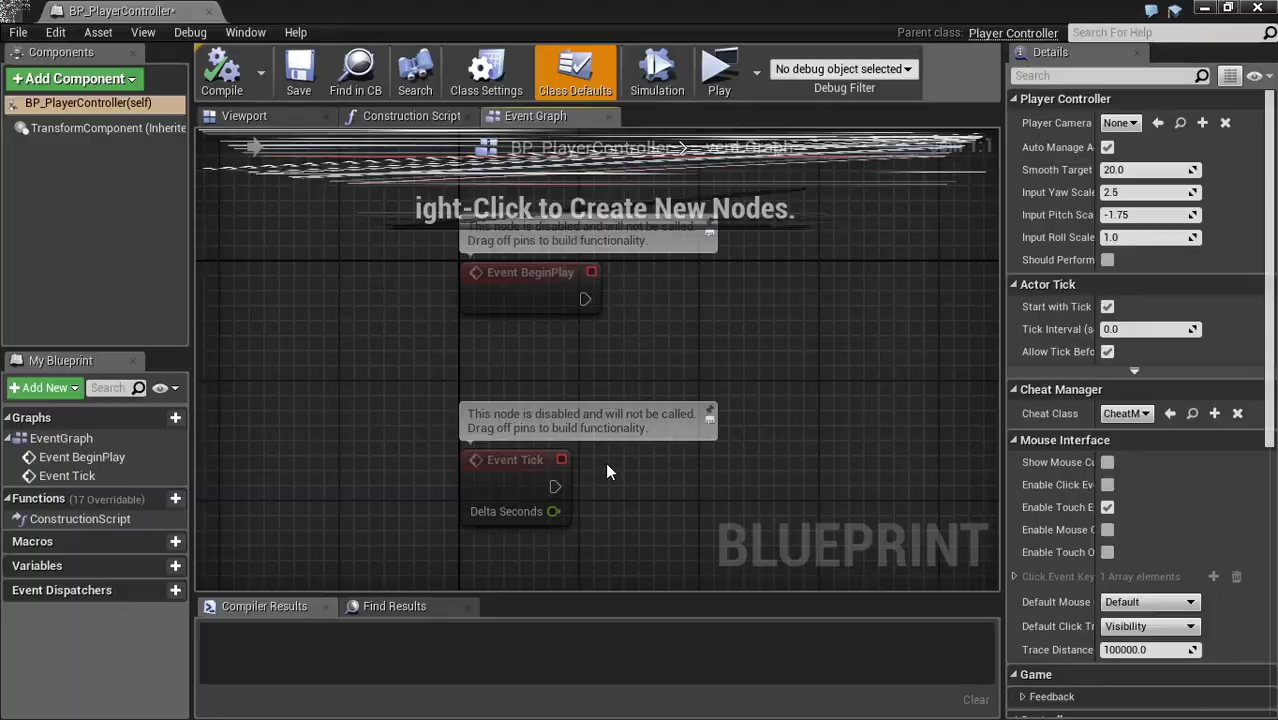 BP_PlayerController*
File Edit Asset View Debug Window Help
Parent class: Player Controller
Search For Help
Components
+Add Component
BP_PlayerController(self)
TransformComponent (Inherite
Compile
Save
Find in CB
Search
Class Settings
Class Defaults
Simulation
Play
No debug object selected
Debug Filter
Viewport
Construction Script
Event Graph
BP_PlayerController
ight-Click to Create New Nodes.
This node is disabled and will not be called.
Drag off pins to build functionality.
Event BeginPlay
This node is disabled and will not be called.
Drag off pins to build functionality.
Event Tick
Delta Seconds
BLUEPRINT
My Blueprint
+Add New
Search
Graphs
EventGraph
Event BeginPlay
Event Tick
Functions (17 Overridable)
ConstructionScript
Macros
Variables
Event Dispatchers
Compiler Results
Find Results
Clear
Details
Search
Player Controller
Player Camera None
Auto Manage A
Smooth Target 20.0
Input Yaw Scale 2.5
Input Pitch Sca -1.75
Input Roll Scale 1.0
Should Perform
Actor Tick
Start with Tick
Tick Interval (s 0.0
Allow Tick Befo
Cheat Manager
Cheat Class CheatM
Mouse Interface
Show Mouse Cu
Enable Click Eve
Enable Touch E
Enable Mouse O
Enable Touch O
Click Event Key 1 Array elements
Default Mouse Default
Default Click Tr Visibility
Trace Distance 100000.0
Game
Feedback